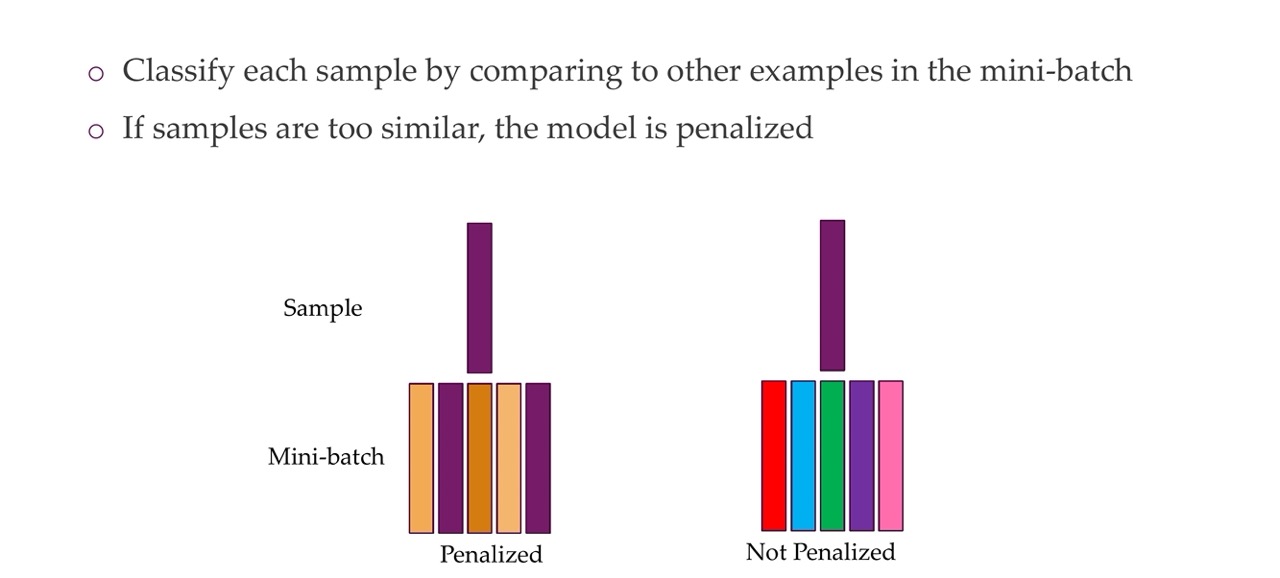 Classify each sample by comparing to other examples in the mini-batch
If samples are too similar, the model is penalized
Sample
Mini-batch
Penalized
Not Penalized